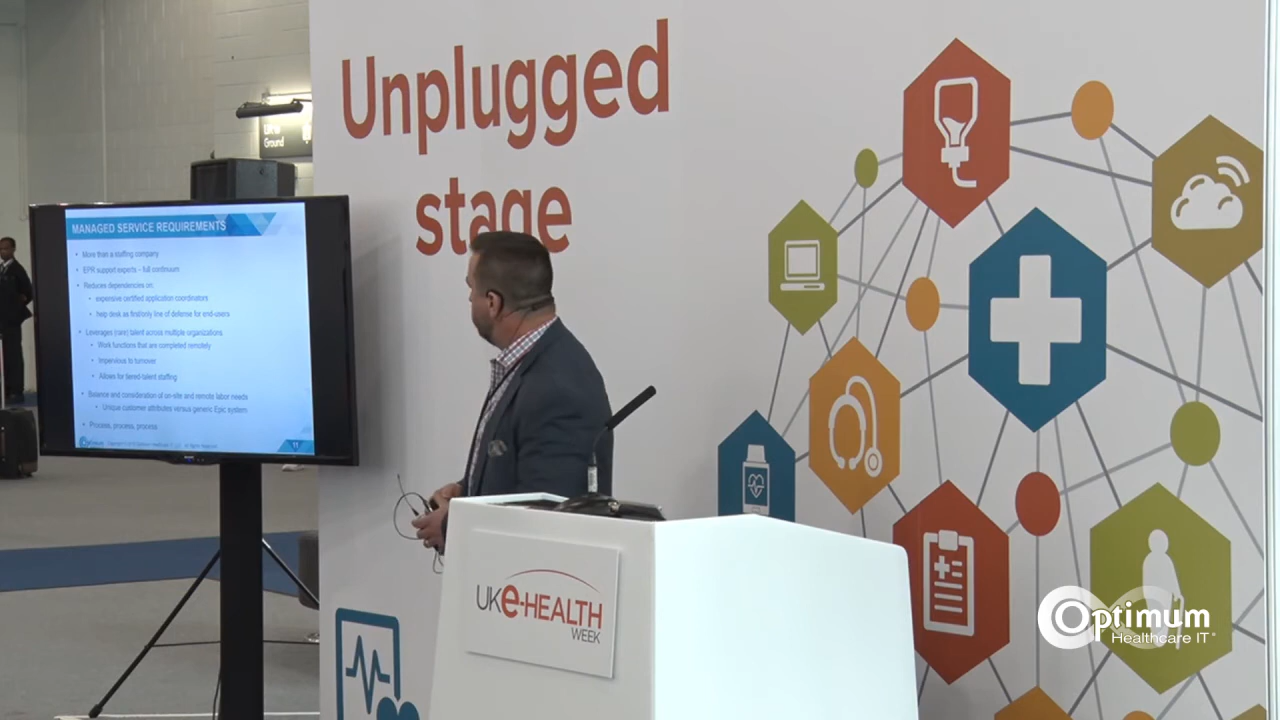 Unplugged
stage
Ground
MANAGED SERVICE REQUIREMENTS
• More than a staffing company
• EPR support experts – full continuum
• Reduces dependencies on:
• expensive certified application coordinators
• help desk as first/only line of defense for end-users
• Leverages (rare) talent across multiple organizations
• Work functions that are completed remotely
• Impervious to turnover
• Allows for tiered-talent staffing
• Balance and consideration of on-site and remote labor needs
• Unique customer attributes versus generic Epic system
• Process, process, process
11
UK e-HEALTH
WEEK
Optimum
Healthcare IT